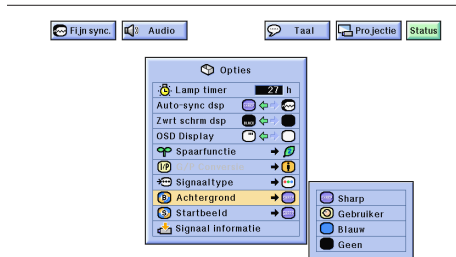 Fijn sync.
Audio
Taal
Projectie
Status
Opties
Lamp timer 27 h
Auto-sync dsp
Zwrt schrm dsp
OSD Display
Spaarfunctie
Signaaltype
Achtergrond
Startbeeld
Signaal informatie
Sharp
Gebruiker
Blauw
Geen